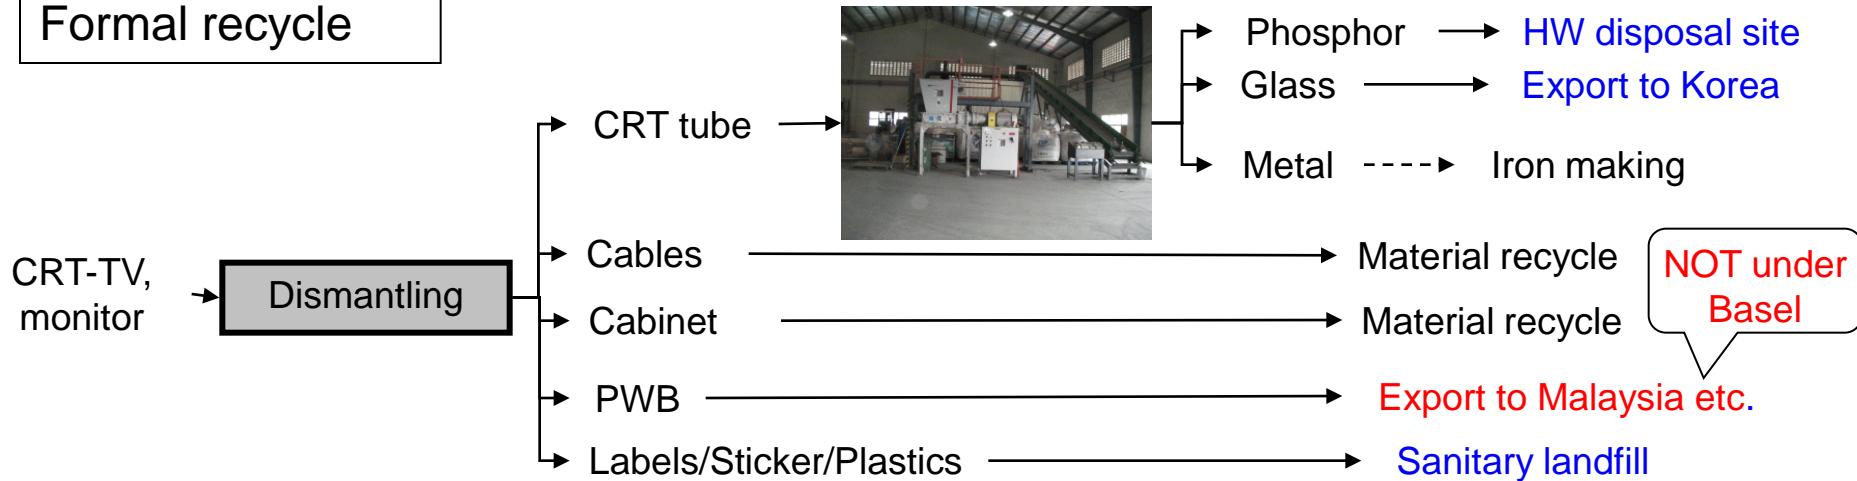 Formal recycle
Phosphor
HW disposal site
Glass
Export to Korea
CRT tube
Metal
Iron making
Cables
Material recycle
NOT under
Basel
CRT-TV,
monitor
Dismantling
Cabinet
Material recycle
PWB
Export to Malaysia etc.
Labels/Sticker/Plastics
Sanitary landfill